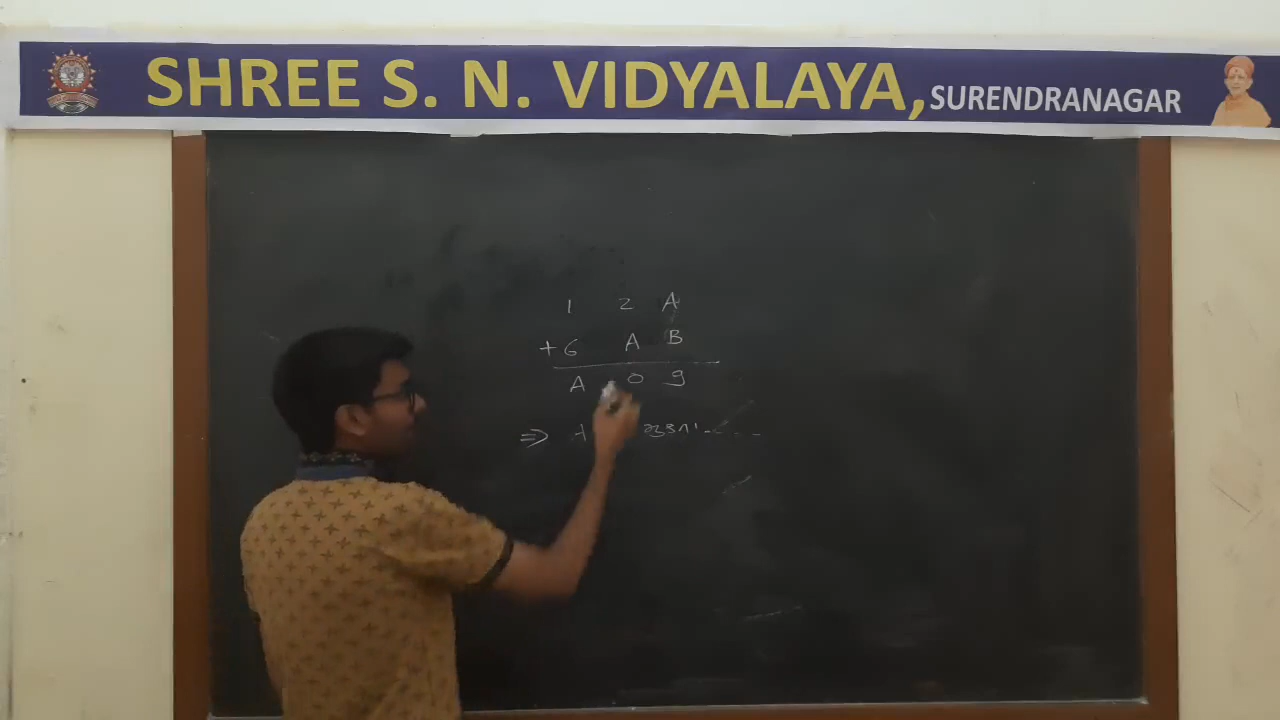 SHREE S. N. VIDYALAYA, SURENDRANAGAR
1 2 A
+ 6 A B
A 0 9
⇒